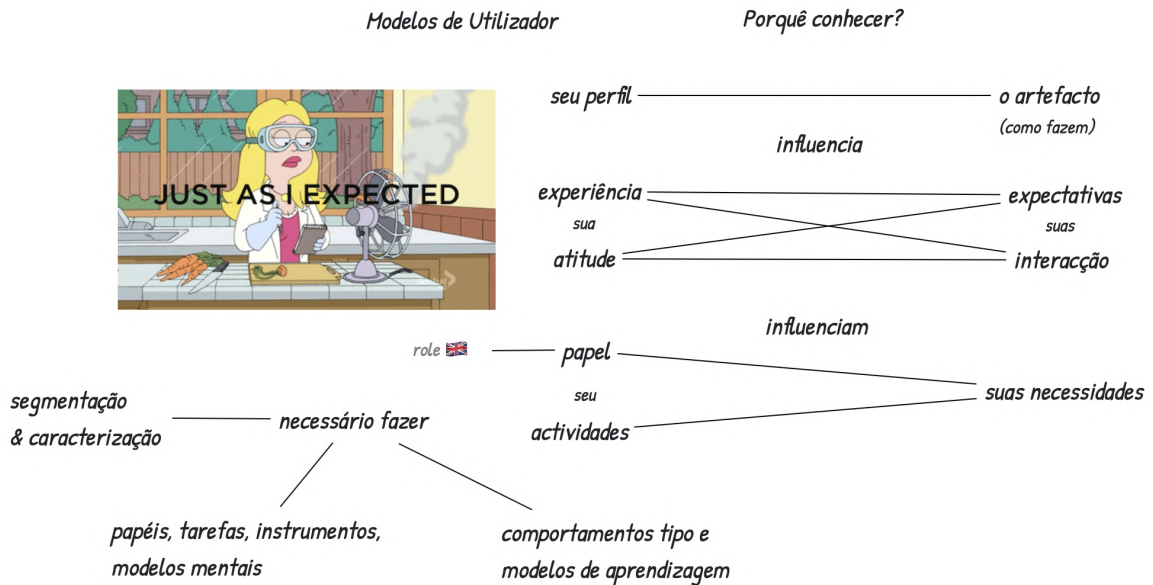 Modelos de Utilizador
Porquê conhecer?
seu perfil
o artefacto
(como fazem)
influencia
JUST AS I EXPECTED
experiência
expectativas
sua
suas
atitude
interacção
influenciam
role
papel
seu
suas necessidades
actividades
segmentação
& caracterização
necessário fazer
papéis, tarefas, instrumentos,
modelos mentais
comportamentos tipo e
modelos de aprendizagem